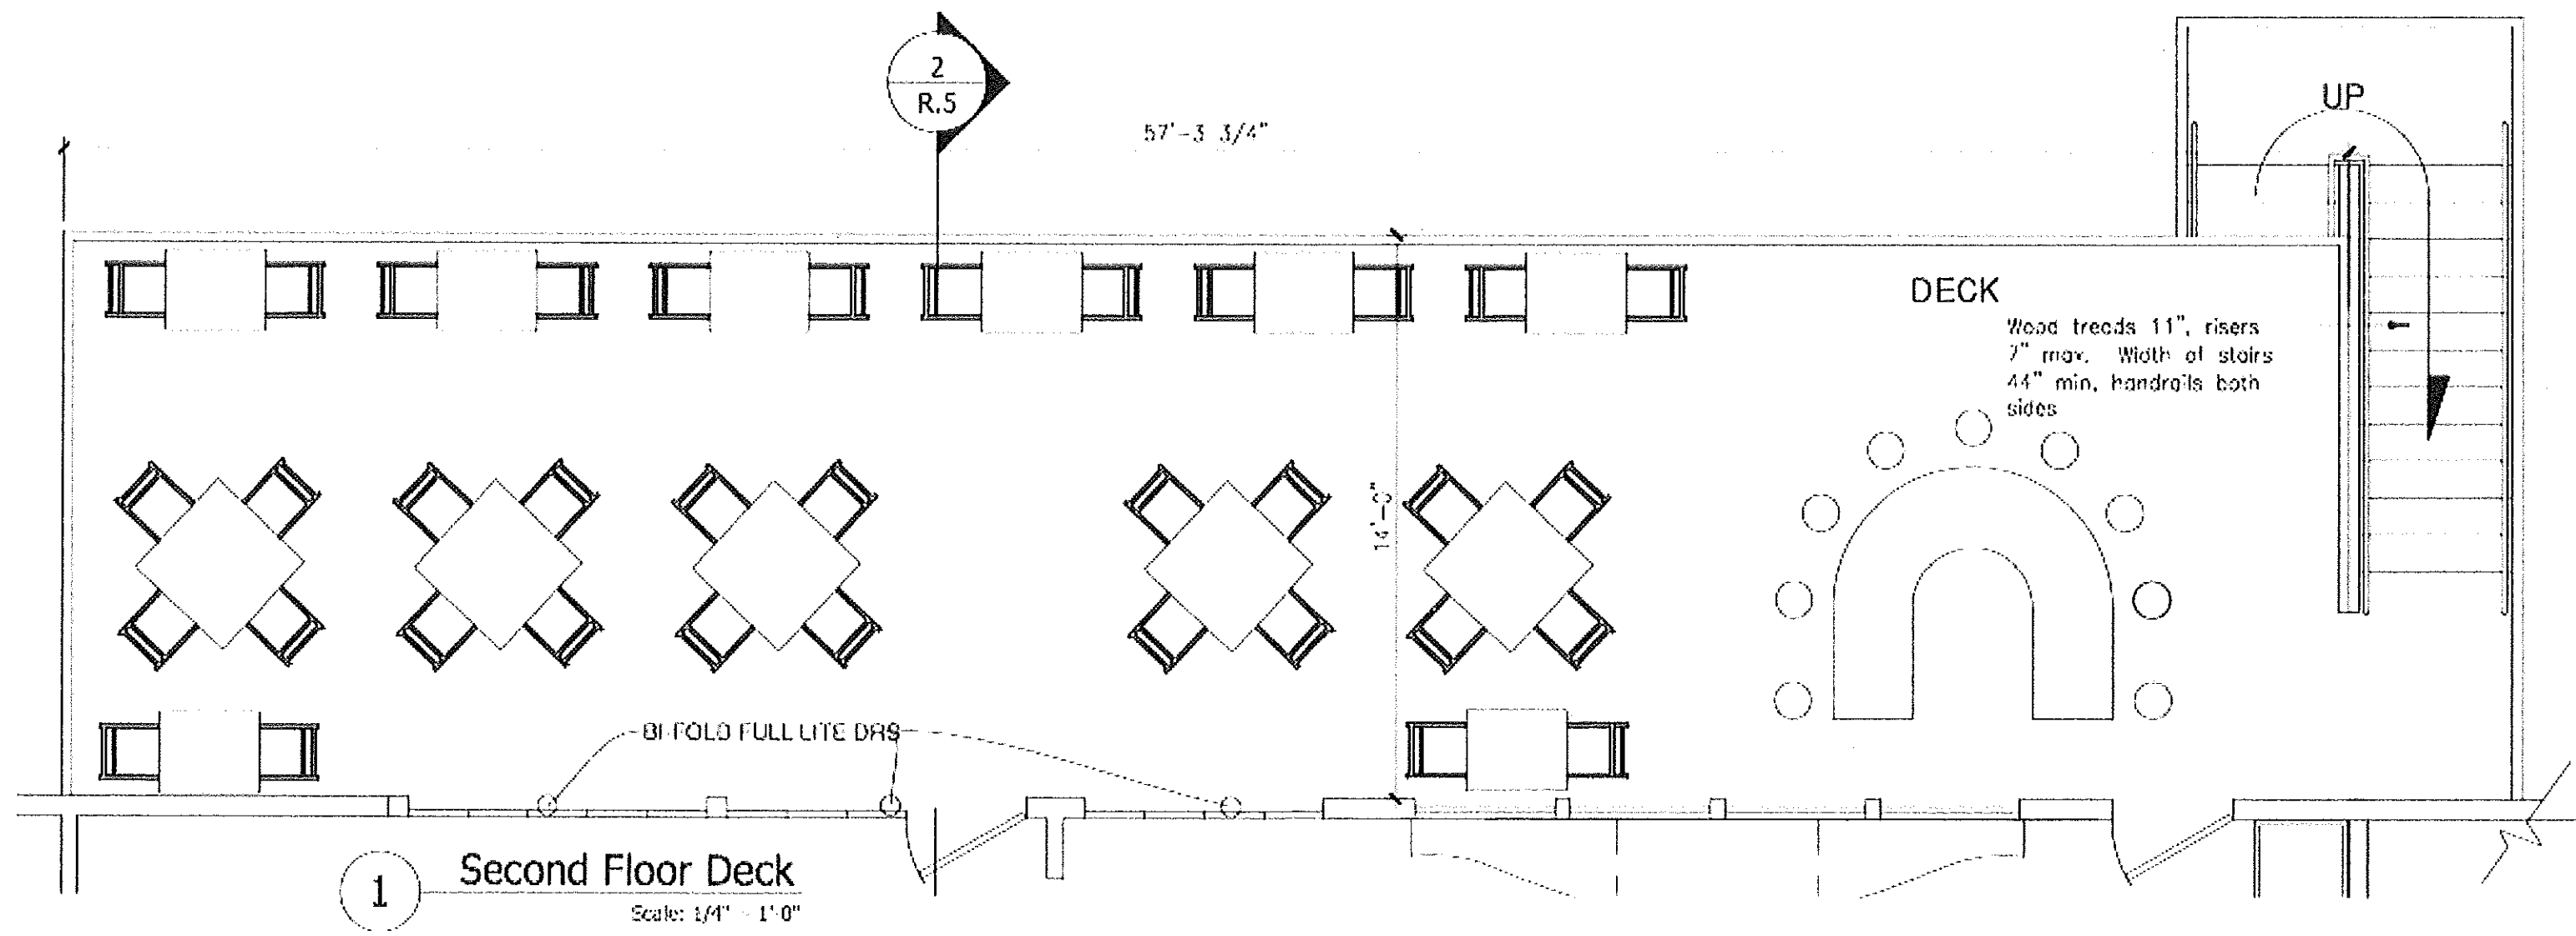 2
R.5
57'-3 3/4"
UP
DECK
Wood treads 11", risers
7" max. Width of stairs
44" min, handrails both
sides
14'-0"
BI-FOLD FULL LITE DRS
1
Second Floor Deck
Scale: 1/4" - 1'-0"